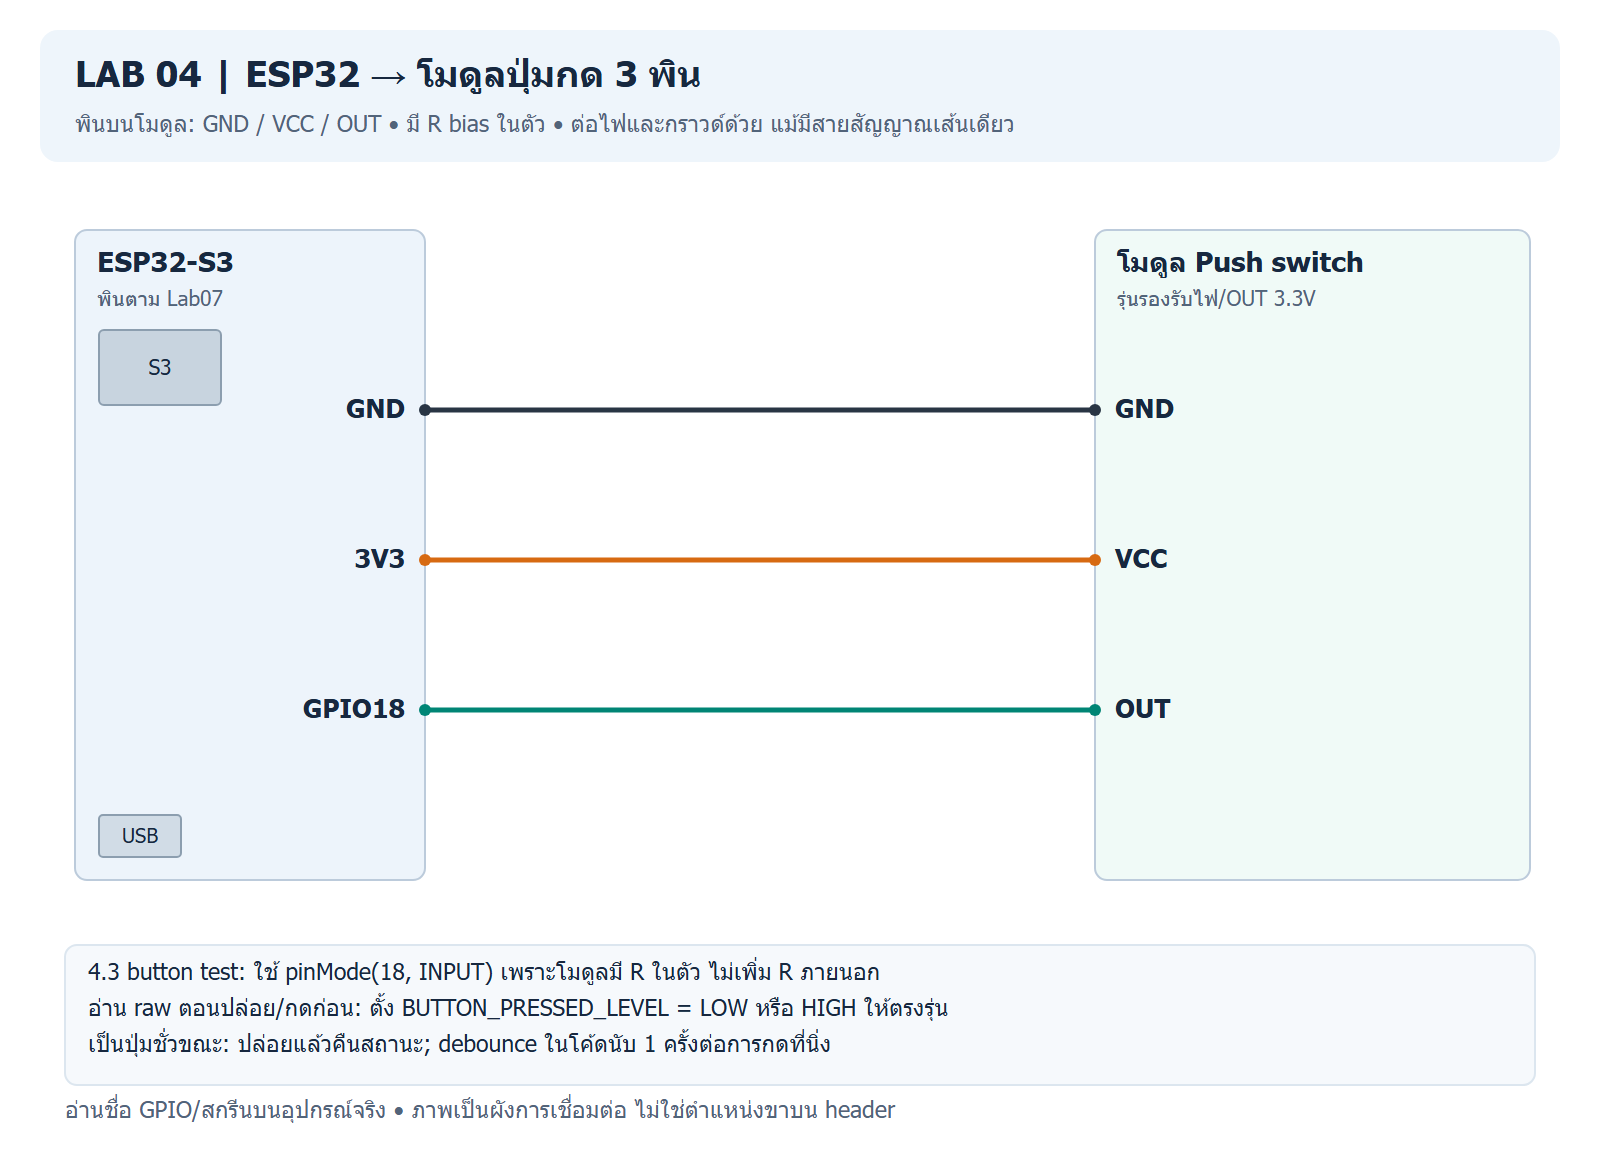 LAB 04 | ESP32 → โมดูลปุ่มกด 3 พิน
พินบนโมดูล: GND / VCC / OUT • มี R bias ในตัว • ต่อไฟและกราวด์ด้วย แม้มีสายสัญญาณเส้นเดียว
ESP32-S3
พินตาม Lab07
S3
โมดูล Push switch
รุ่นรองรับไฟ/OUT 3.3V
GND
GND
3V3
VCC
GPIO18
OUT
USB
4.3 button test: ใช้ pinMode(18, INPUT) เพราะโมดูลมี R ในตัว ไม่เพิ่ม R ภายนอก
อ่าน raw ตอนปล่อย/กดก่อน: ตั้ง BUTTON_PRESSED_LEVEL = LOW หรือ HIGH ให้ตรงรุ่น
เป็นปุ่มชั่วขณะ: ปล่อยแล้วคืนสถานะ; debounce ในโค้ดนับ 1 ครั้งต่อการกดที่นิ่ง
อ่านชื่อ GPIO/สกรีนบนอุปกรณ์จริง • ภาพเป็นผังการเชื่อมต่อ ไม่ใช่ตำแหน่งขาบน header